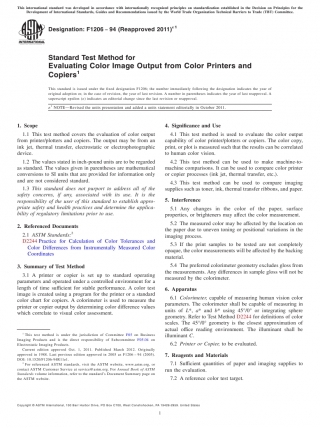 This international standard was developed in accordance with internationally recognized principles on standardization established in the Decision on Principles for the
Development of International Standards, Guides and Recommendations issued by the World Trade Organization Technical Barriers to Trade (TBT) Committee.
Designation: F1206 - 94 (Reapproved 2011)ε1
Standard Test Method for
Evaluating Color Image Output from Color Printers and
Copiers1
This standard is issued under the fixed designation F1206; the number immediately following the designation indicates the year of
original adoption or, in the case of revision, the year of last revision. A number in parentheses indicates the year of last reapproval. A
superscript epsilon (ε) indicates an editorial change since the last revision or reapproval.
ε1 NOTE—Revised the units presentation and added a units statement editorially in October 2011.
1. Scope
1.1 This test method covers the evaluation of color output
from printer/plotters and copiers. The output may be from an
ink jet, thermal transfer, electrostatic or electrophotographic
device.
1.2 The values stated in inch-pound units are to be regarded
as standard. The values given in parentheses are mathematical
conversions to SI units that are provided for information only
and are not considered standard.
1.3 This standard does not purport to address all of the
safety concerns, if any, associated with its use. It is the
responsibility of the user of this standard to establish appro-
priate safety and health practices and determine the applica-
bility of regulatory limitations prior to use.
2. Referenced Documents
2.1 ASTM Standards:2
D2244 Practice for Calculation of Color Tolerances and
Color Differences from Instrumentally Measured Color
Coordinates
3. Summary of Test Method
3.1 A printer or copier is set up to standard operating
parameters and operated under a controlled environment for a
length of time sufficient for stable performance. A color test
image is created using a program for the printer or a standard
color chart for copiers. A colorimeter is used to measure the
printer or copier output by determining color difference values
which correlate to visual color assessment.
1 This test method is under the jurisdiction of Committee F05 on Business
Imaging Products and is the direct responsibility of Subcommittee
Electronic Imaging Products.
Current edition approved Oct. 1, 2011. Published March 2012. Originally
approved in 1994. Last previous edition approved in 2005 as F1206 – 94 (2005).
DOI: 10.1520/F1206-94R11E01.
2 For referenced ASTM standards, visit the ASTM website, www.astm.org, or
contact ASTM Customer Service at service@astm.org. For Annual Book of ASTM
Standards volume information, refer to the standard's Document Summary page on
the ASTM website.
4. Significance and Use
4.1 This test method is used to evaluate the color output
capability of color printer/plotters or copiers. The color copy,
print, or plot is measured such that the results can be correlated
to human color vision.
4.2 This test method can be used to make machine-to-
machine comparisons. It can be used to compare color printer
or copier processes (ink jet, thermal transfer, etc.).
4.3 This test method can be used to compare imaging
supplies such as toner, ink, thermal transfer ribbons, and paper.
5. Interference
5.1 Any changes in the color of the paper, surface
properties, or brightness may affect the color measurement.
5.2 The measured color may be affected by the location on
the paper due to uneven toning or positional variations in the
imaging process.
5.3 If the print samples to be tested are not completely
opaque, the color measurements will be affected by the backing
material.
5.4 The preferred colorimeter geometry excludes gloss from
the measurements. Any differences in sample gloss will not be
measured by the colorimeter.
6. Apparatus
6.1 Colorimeter, capable of measuring human vision color
responses. The colorimeter shall be capable of measuring in
units of L*, a* and b* using 45°/0° or integrating sphere
geometry. Refer to Test Method D2244 for definitions of color
scales. The 45°/0° geometry is the closest approximation of
actual office reading environment. The illuminant shall be
illuminant C.
6.2 Printer or Copier, to be evaluated.
7. Reagents and Materials
7.1 Sufficient quantities of paper and imaging supplies to
run the evaluation.
7.2 A reference color target.
Copyright © ASTM International, 100 Barr Harbor Drive, PO Box C700, West Conshohocken, PA 19428-2959. United States
1